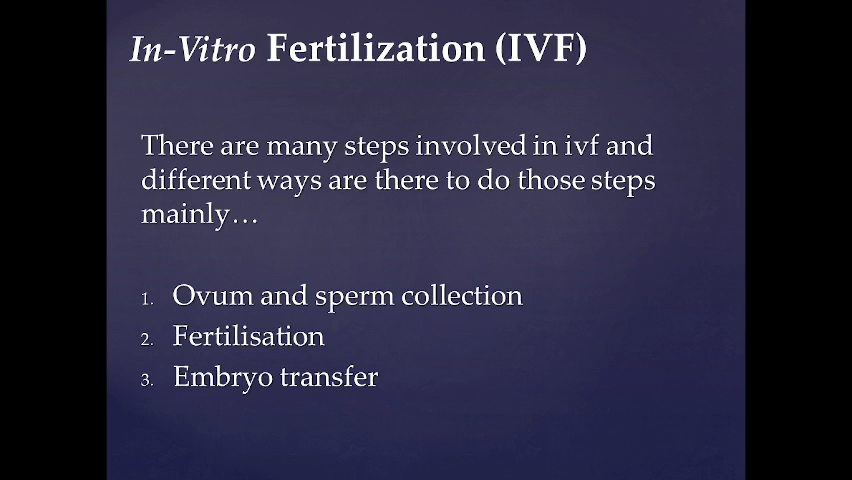 In-Vitro Fertilization (IVF)
There are many steps involved in ivf and
different ways are there to do those steps
mainly…
1. Ovum and sperm collection
2. Fertilisation
3. Embryo transfer